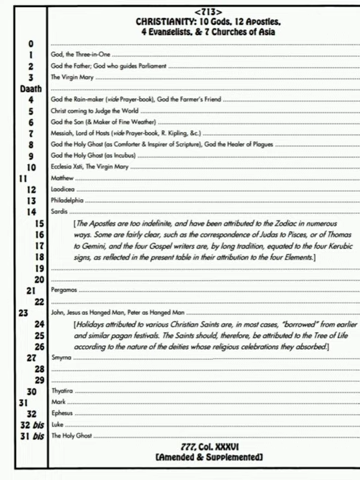 <713>
CHRISTIANITY: 10 Gods, 12 Apostles,
4 Evangelists, & 7 Churches of Asia
0
1 God, the Three-in-One
2 God the Father; God who guides Parliament
3 The Virgin Mary
Daath
4 God the Rain-maker (vide Prayer-book), God the Farmer's Friend
5 Christ coming to Judge the World
6 God the Son (& Maker of Fine Weather)
7 Messiah, Lord of Hosts (vide Prayer-book, R. Kipling, &c.)
8 God the Holy Ghost (as Comforter & Inspirer of Scripture), God the Healer of Plagues
9 God the Holy Ghost (as Incubus)
10 Ecclesia Xsti, The Virgin Mary
11 Matthew
12 Laodicea
13 Philadelphia
14 Sardis
15 [The Apostles are too indefinite, and have been attributed to the Zodiac in numerous
16 ways. Some are fairly clear, such as the correspondence of Judas to Pisces, or of Thomas
17 to Gemini, and the four Gospel writers are, by long tradition, equated to the four Kerubic
18 signs, as reflected in the present table in their attribution to the four Elements.]
19
20
21 Pergamos
22
23 John, Jesus as Hanged Man, Peter as Hanged Man
24 [Holidays attributed to various Christian Saints are, in most cases, "borrowed" from earlier
25 and similar pagan festivals. The Saints should, therefore, be attributed to the Tree of Life
26 according to the nature of the deities whose religious celebrations they absorbed.]
27 Smyrna
28
29
30 Thyatira
31 Mark
32 Ephesus
32 bis Luke
31 bis The Holy Ghost
777, Col. XXXVI
[Amended & Supplemented]